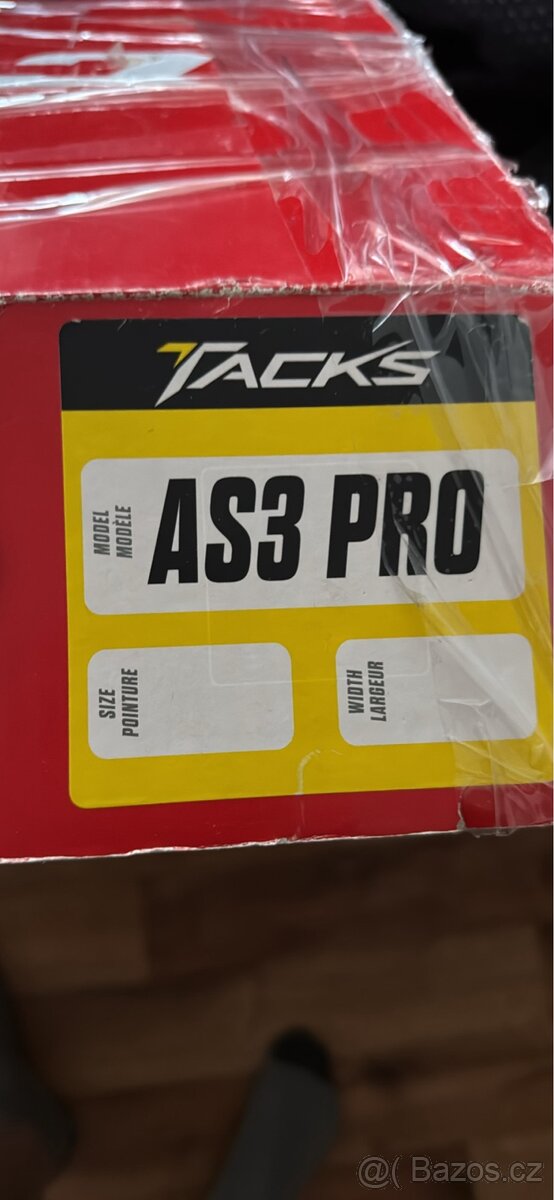 TACKS
MODEL
MODÈLE
AS3 PRO
SIZE
POINTURE
WIDTH
LARGEUR
@( Bazos.cz